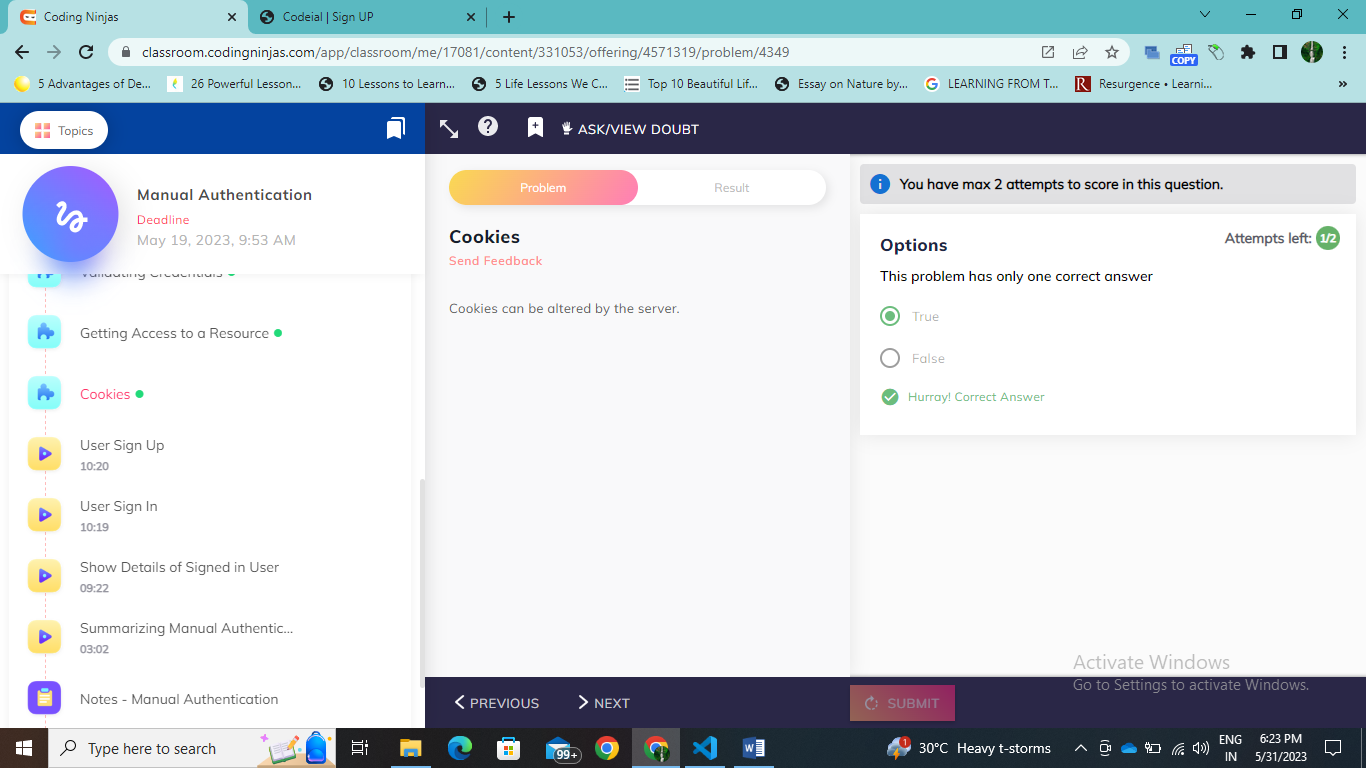 Coding Ninjas
Codeial | Sign UP
classroom.codingninjas.com/app/classroom/me/17081/content/331053/offering/4571319/problem/4349
COPY
5 Advantages of De...
26 Powerful Lesson...
10 Lessons to Learn...
5 Life Lessons We C...
Top 10 Beautiful Lif...
Essay on Nature by...
LEARNING FROM T...
Resurgence • Learni...
Topics
ASK/VIEW DOUBT
Manual Authentication
Deadline
May 19, 2023, 9:53 AM
Validating Credentials
Getting Access to a Resource
Cookies
User Sign Up
10:20
User Sign In
10:19
Show Details of Signed in User
09:22
Summarizing Manual Authentic...
03:02
Notes - Manual Authentication
Problem
Result
Cookies
Send Feedback
Cookies can be altered by the server.
You have max 2 attempts to score in this question.
Options
Attempts left: 1/2
This problem has only one correct answer
True
False
Hurray! Correct Answer
Activate Windows
Go to Settings to activate Windows.
PREVIOUS
NEXT
SUBMIT
Type here to search
99+
1
30°C Heavy t-storms
ENG
IN
6:23 PM
5/31/2023